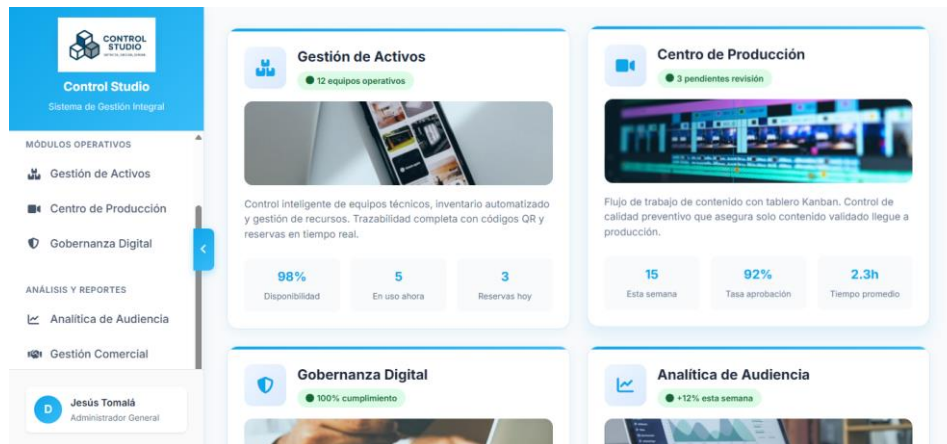 CONTROL
STUDIO
Control Studio
Sistema de Gestión Integral
MÓDULOS OPERATIVOS
Gestión de Activos
Centro de Producción
Gobernanza Digital
ANÁLISIS Y REPORTES
Analítica de Audiencia
Gestión Comercial
D
Jesús Tomalá
Administrador General
Gestión de Activos
12 equipos operativos
Control inteligente de equipos técnicos, inventario automatizado
y gestión de recursos. Trazabilidad completa con códigos QR y
reservas en tiempo real.
98%
Disponibilidad
5
En uso ahora
3
Reservas hoy
Centro de Producción
3 pendientes revisión
Flujo de trabajo de contenido con tablero Kanban. Control de
calidad preventivo que asegura solo contenido validado llegue a
producción.
15
Esta semana
92%
Tasa aprobación
2.3h
Tiempo promedio
Gobernanza Digital
100% cumplimiento
Analítica de Audiencia
+12% esta semana